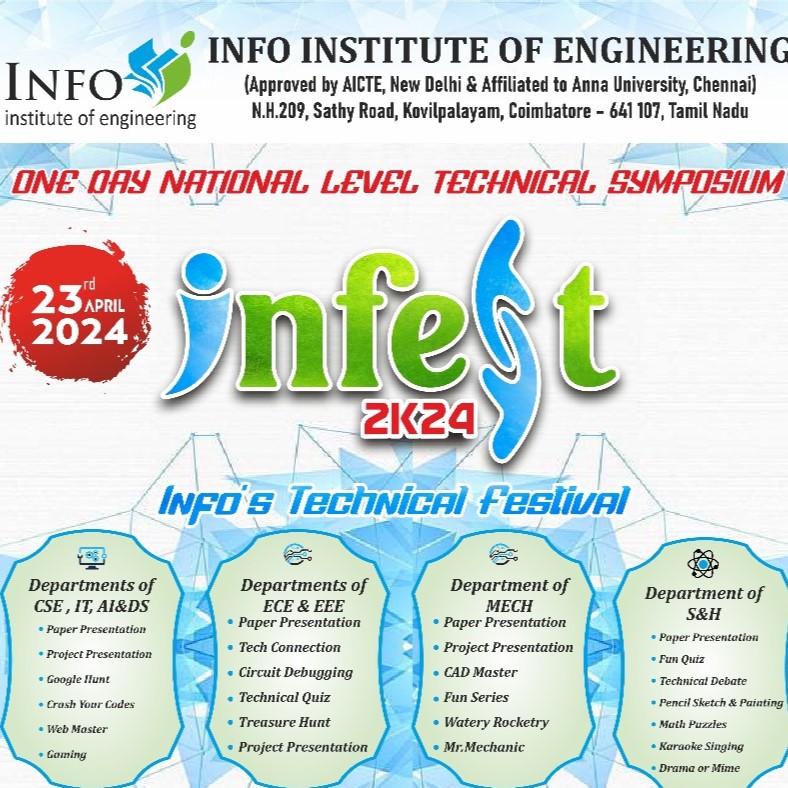 INFO
institute of engineering
INFO INSTITUTE OF ENGINEERING
(Approved by AICTE, New Delhi & Affiliated to Anna University, Chennai)
N.H.209, Sathy Road, Kovilpalayam, Coimbatore – 641 107, Tamil Nadu
ONE DAY NATIONAL LEVEL TECHNICAL SYMPOSIUM
23rd APRIL
2024
infest
2K24
Info's Technical Festival
Departments of
CSE , IT, AI&DS
• Paper Presentation
• Project Presentation
• Google Hunt
• Crash Your Codes
• Web Master
• Gaming
Departments of
ECE & EEE
• Paper Presentation
• Tech Connection
• Circuit Debugging
• Technical Quiz
• Treasure Hunt
• Project Presentation
Department of
MECH
• Paper Presentation
• Project Presentation
• CAD Master
• Fun Series
• Watery Rocketry
• Mr.Mechanic
Department of
S&H
• Paper Presentation
• Fun Quiz
• Technical Debate
• Pencil Sketch & Painting
• Math Puzzles
• Karaoke Singing
• Drama or Mime